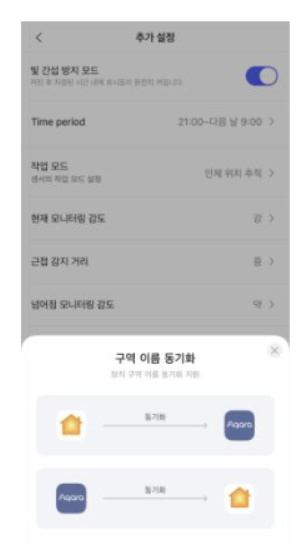 추가 설정
빛 간섭 방지 모드
Time period 21:00~다음 날 9:00
작업 모드 인체 위치 추적
센서의 작업 모드 설정
현재 모니터링 감도 강
근접 감지 거리 중
넘어짐 모니터링 감도 약
구역 이름 동기화
장치 구역 이름 동기화 지원
동기화
Aqara
Aqara
동기화